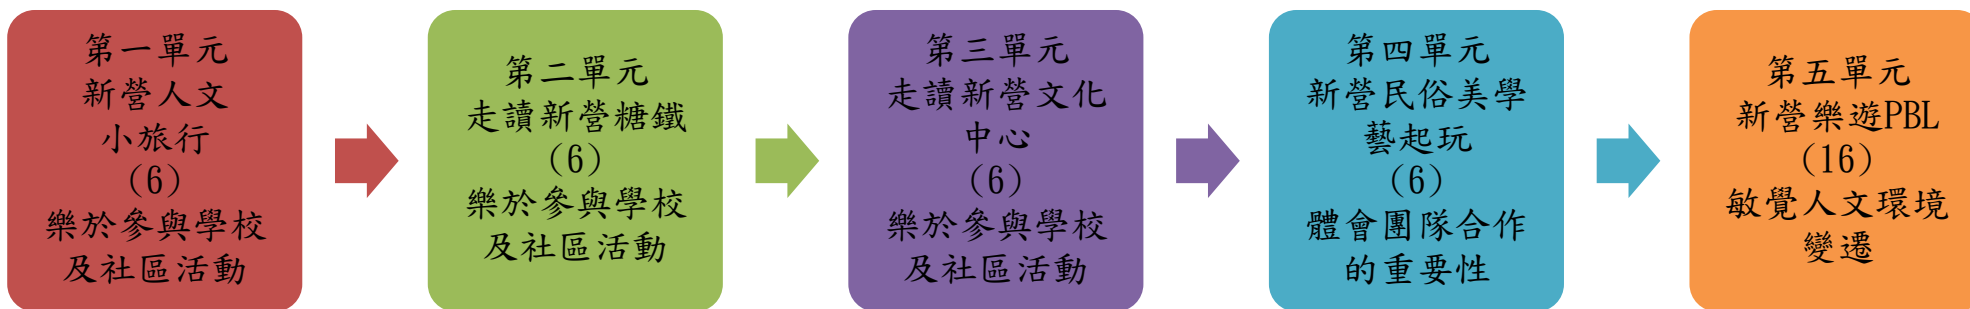 第一單元
新營人文
小旅行
(6)
樂於參與學校
及社區活動
第二單元
走讀新營糖鐵
(6)
樂於參與學校
及社區活動
第三單元
走讀新營文化
中心
(6)
樂於參與學校
及社區活動
第四單元
新營民俗美學
藝起玩
(6)
體會團隊合作
的重要性
第五單元
新營樂遊PBL
(16)
敏覺人文環境
變遷